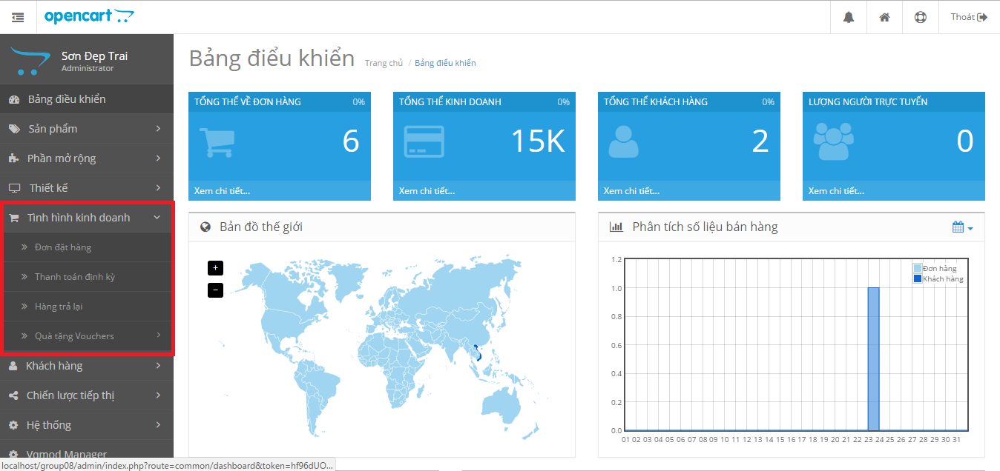 opencart
Thoát
Sơn Đẹp Trai
Administrator
Bảng điều khiển
Sản phẩm
Phần mở rộng
Thiết kế
Tình hình kinh doanh
Đơn đặt hàng
Thanh toán định kỳ
Hàng trả lại
Quà tặng Vouchers
Khách hàng
Chiến lược tiếp thị
Hệ thống
Vqmod Manager
Bảng điều khiển Trang chủ / Bảng điều khiển
TỔNG THỂ VỀ ĐƠN HÀNG 0%
6
Xem chi tiết...
TỔNG THỂ KINH DOANH 0%
15K
Xem chi tiết...
TỔNG THỂ KHÁCH HÀNG 0%
2
Xem chi tiết...
LƯỢNG NGƯỜI TRỰC TUYẾN
0
Xem chi tiết...
Bản đồ thế giới
+
−
Phân tích số liệu bán hàng
Đơn hàng
Khách hàng
1.2
1.0
0.8
0.6
0.4
0.2
0.0
01 02 03 04 05 06 07 08 09 10 11 12 13 14 15 16 17 18 19 20 21 22 23 24 25 26 27 28 29 30 31
localhost/group08/admin/index.php?route=common/dashboard&token=hf96dUO...